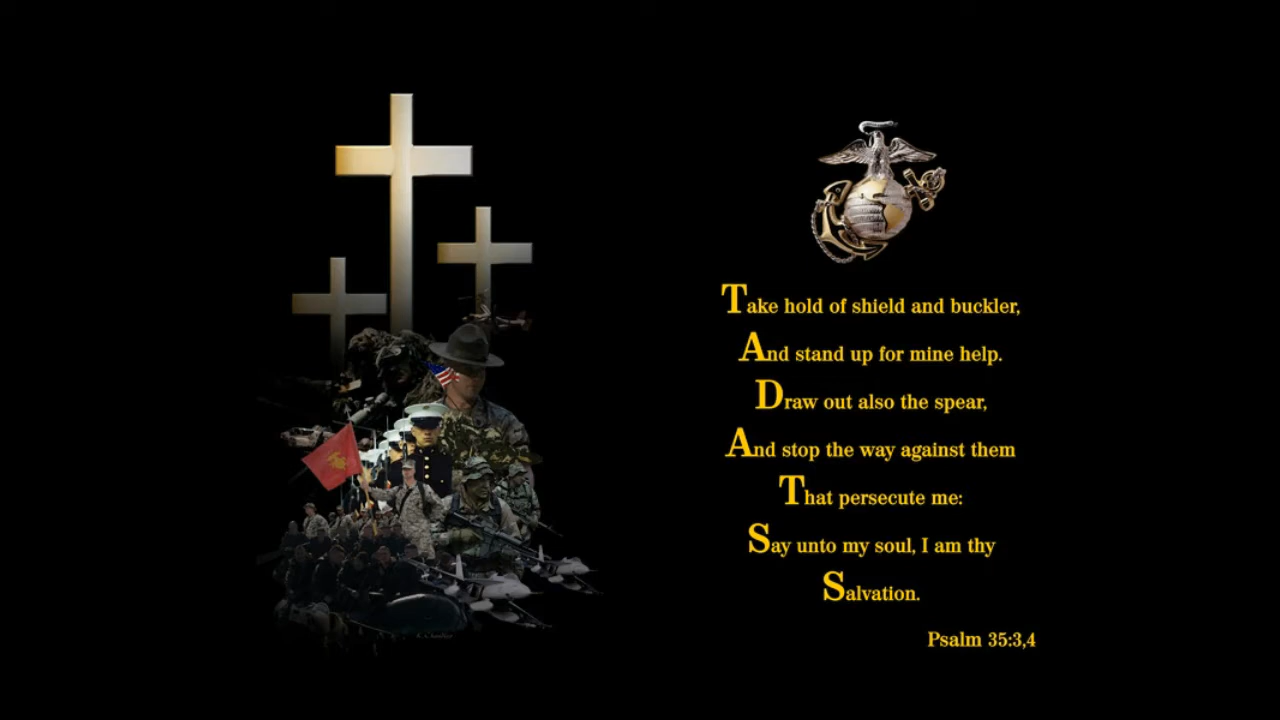 Take hold of shield and buckler,
And stand up for mine help.
Draw out also the spear,
And stop the way against them
That persecute me:
Say unto my soul, I am thy
Salvation.
Psalm 35:3,4